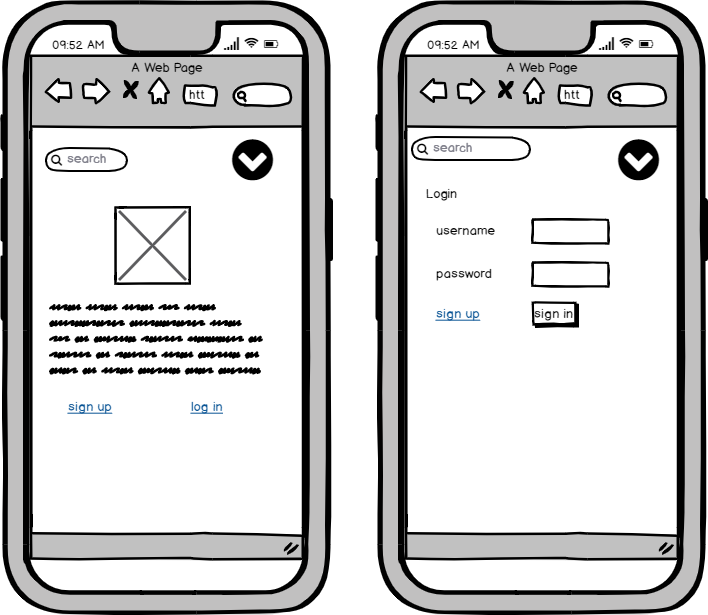 09:52 AM
A Web Page
htt
search
sign up
log in
09:52 AM
A Web Page
htt
search
Login
username
password
sign up
sign in